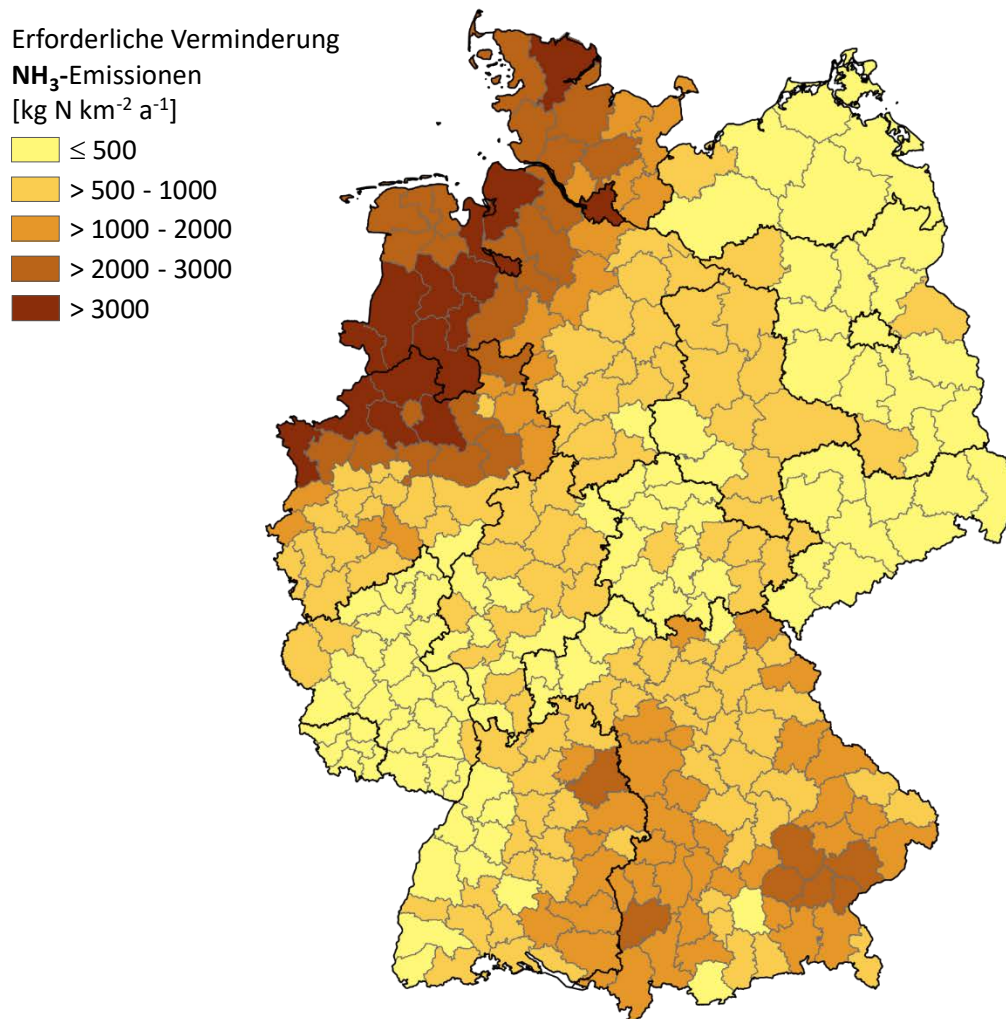 Erforderliche Verminderung
NH₃-Emissionen
[kg N km⁻² a⁻¹]
≤ 500
> 500 - 1000
> 1000 - 2000
> 2000 - 3000
> 3000